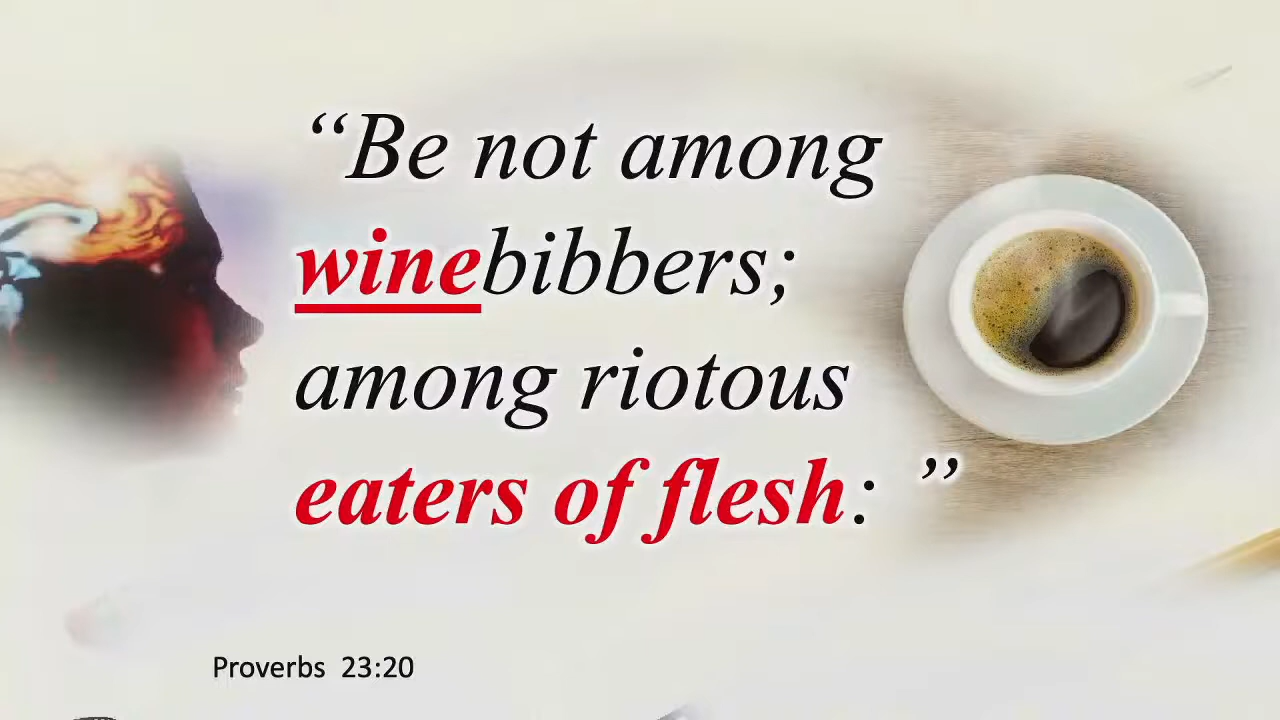 “Be not among
winebibbers;
among riotous
eaters of flesh: ”
Proverbs 23:20